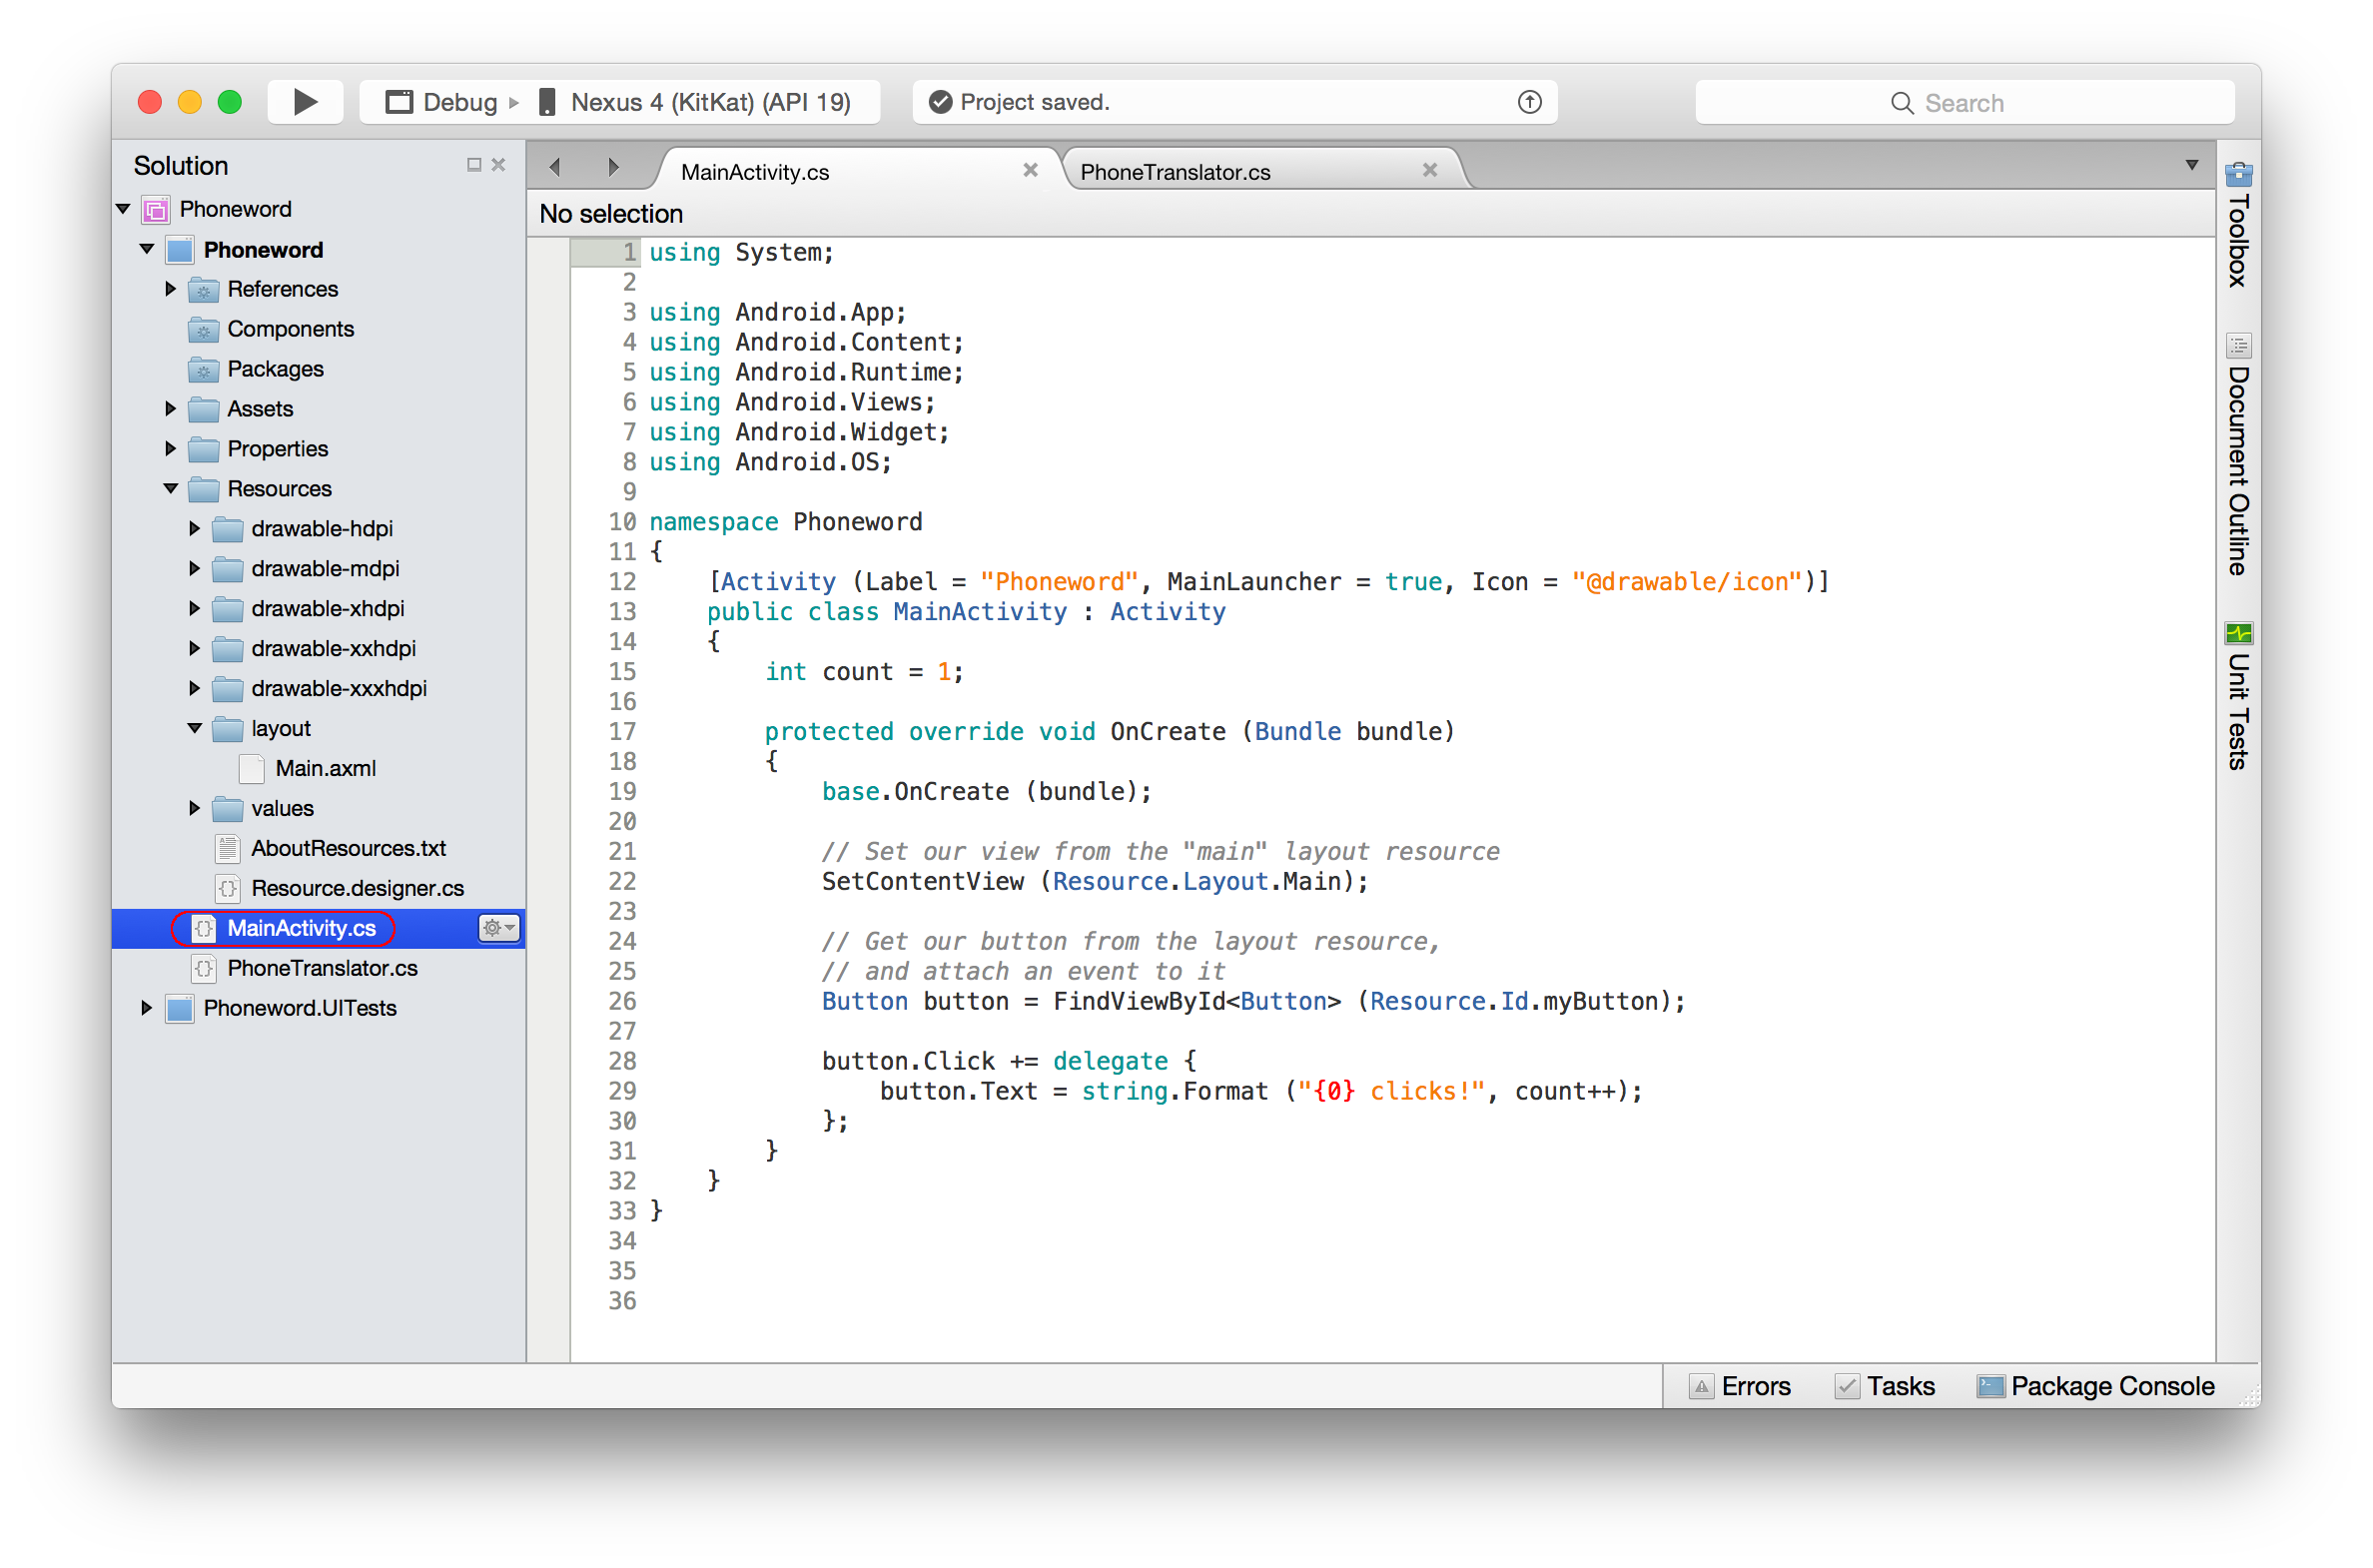 Debug
Nexus 4 (KitKat) (API 19)
Project saved.
Search
Solution
Phoneword
Phoneword
References
Components
Packages
Assets
Properties
Resources
drawable-hdpi
drawable-mdpi
drawable-xhdpi
drawable-xxhdpi
drawable-xxxhdpi
layout
Main.axml
values
AboutResources.txt
Resource.designer.cs
MainActivity.cs
PhoneTranslator.cs
Phoneword.UITests
MainActivity.cs
PhoneTranslator.cs
No selection
1 using System;
2
3 using Android.App;
4 using Android.Content;
5 using Android.Runtime;
6 using Android.Views;
7 using Android.Widget;
8 using Android.OS;
9
10 namespace Phoneword
11 {
12 [Activity (Label = "Phoneword", MainLauncher = true, Icon = "@drawable/icon")]
13 public class MainActivity : Activity
14 {
15 int count = 1;
16
17 protected override void OnCreate (Bundle bundle)
18 {
19 base.OnCreate (bundle);
20
21 // Set our view from the "main" layout resource
22 SetContentView (Resource.Layout.Main);
23
24 // Get our button from the layout resource,
25 // and attach an event to it
26 Button button = FindViewById<Button> (Resource.Id.myButton);
27
28 button.Click += delegate {
29 button.Text = string.Format ("{0} clicks!", count++);
30 };
31 }
32 }
33 }
34
35
36
Toolbox
Document Outline
Unit Tests
Errors
Tasks
Package Console